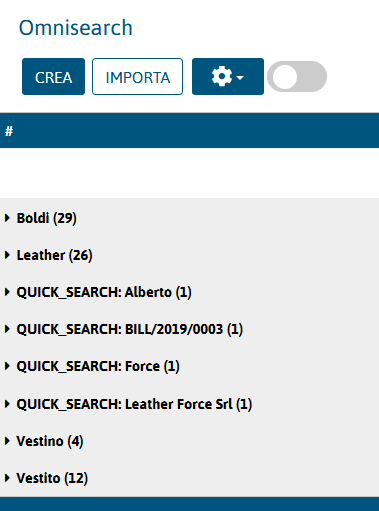 Omnisearch
CREA IMPORTA
#
Boldi (29)
Leather (26)
QUICK_SEARCH: Alberto (1)
QUICK_SEARCH: BILL/2019/0003 (1)
QUICK_SEARCH: Force (1)
QUICK_SEARCH: Leather Force Srl (1)
Vestino (4)
Vestito (12)